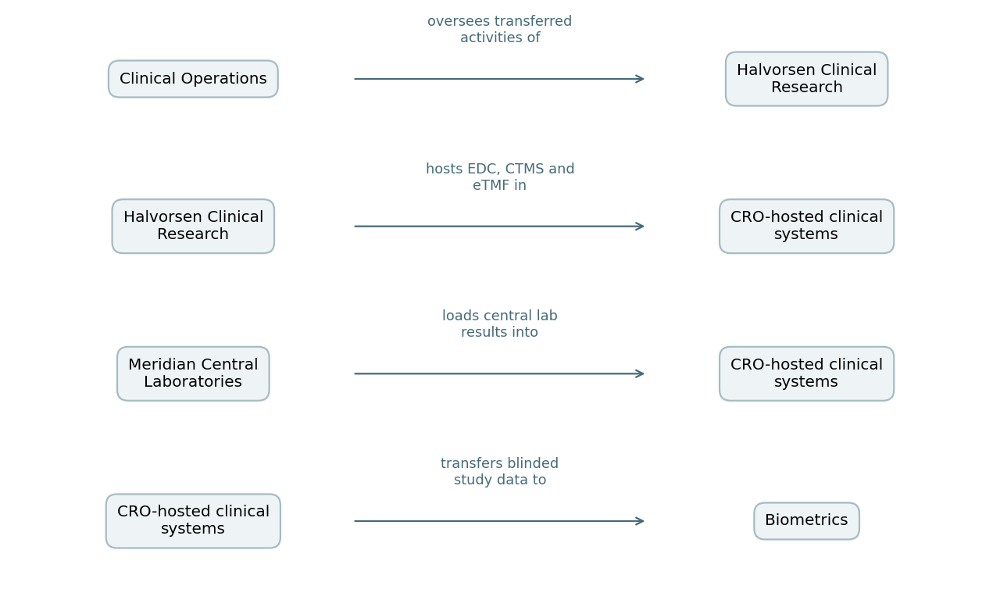 oversees transferred
activities of
Clinical Operations
Halvorsen Clinical
Research
hosts EDC, CTMS and
eTMF in
Halvorsen Clinical
Research
CRO-hosted clinical
systems
loads central lab
results into
Meridian Central
Laboratories
CRO-hosted clinical
systems
transfers blinded
study data to
CRO-hosted clinical
systems
Biometrics